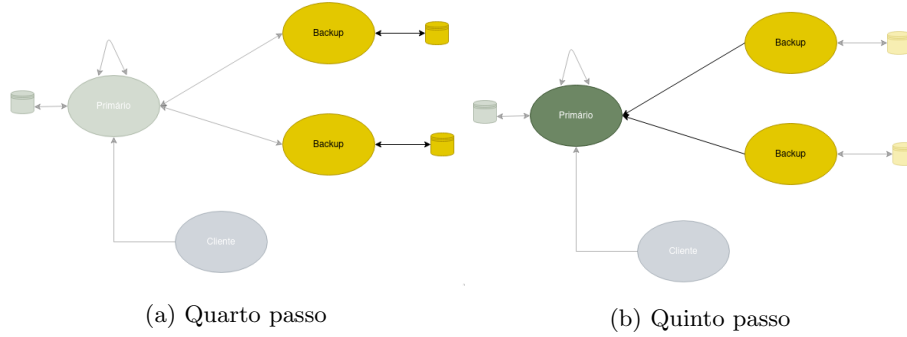 Backup
Primário
Backup
Cliente
(a) Quarto passo
Backup
Primário
Backup
Cliente
(b) Quinto passo